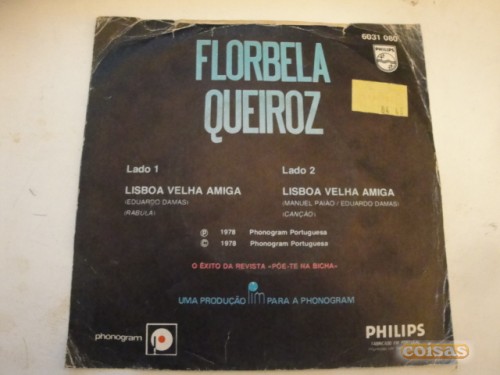 6031 080
PHILIPS
FLORBELA
QUEIROZ
Lado 1
LISBOA VELHA AMIGA
(EDUARDO DAMAS)
(RÁBULA)
Lado 2
LISBOA VELHA AMIGA
(MANUEL PAIÃO / EDUARDO DAMAS)
(CANÇÃO)
Ⓟ 1978 Phonogram Portuguesa
© 1978 Phonogram Portuguesa
O ÊXITO DA REVISTA «PÕE-TE NA BICHA»
UMA PRODUÇÃO PARA A PHONOGRAM
phonogram
PHILIPS
coisas